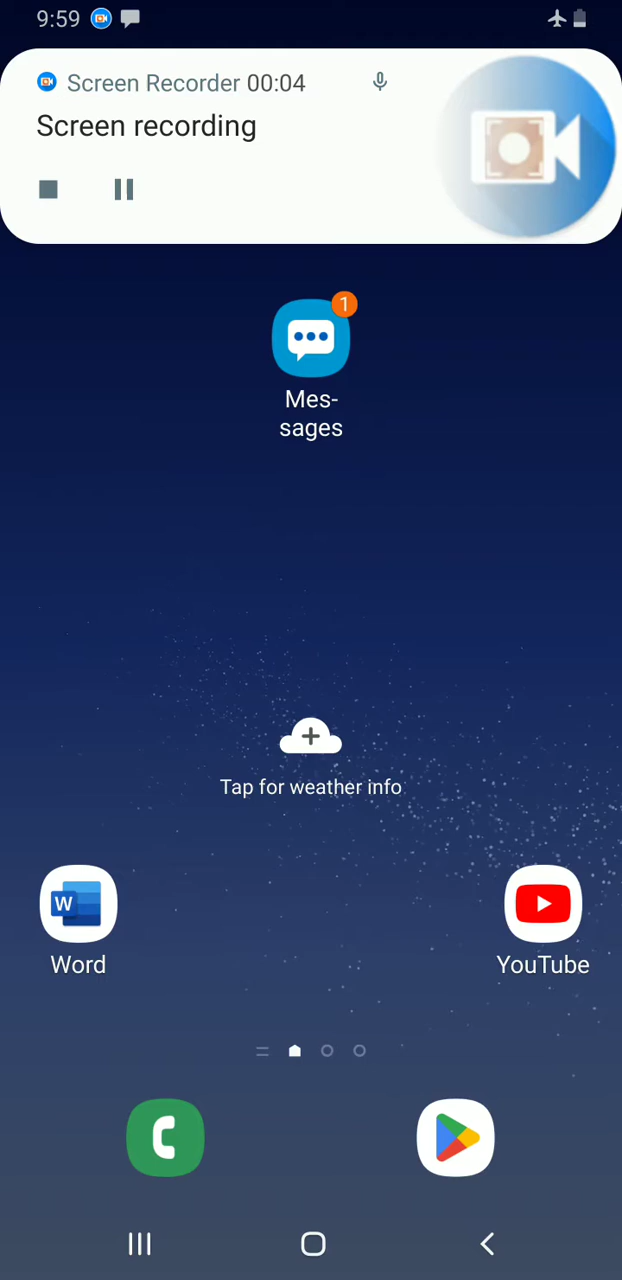 9:59
Screen Recorder 00:04
Screen recording
1
Mes-
sages
Tap for weather info
W
Word
YouTube